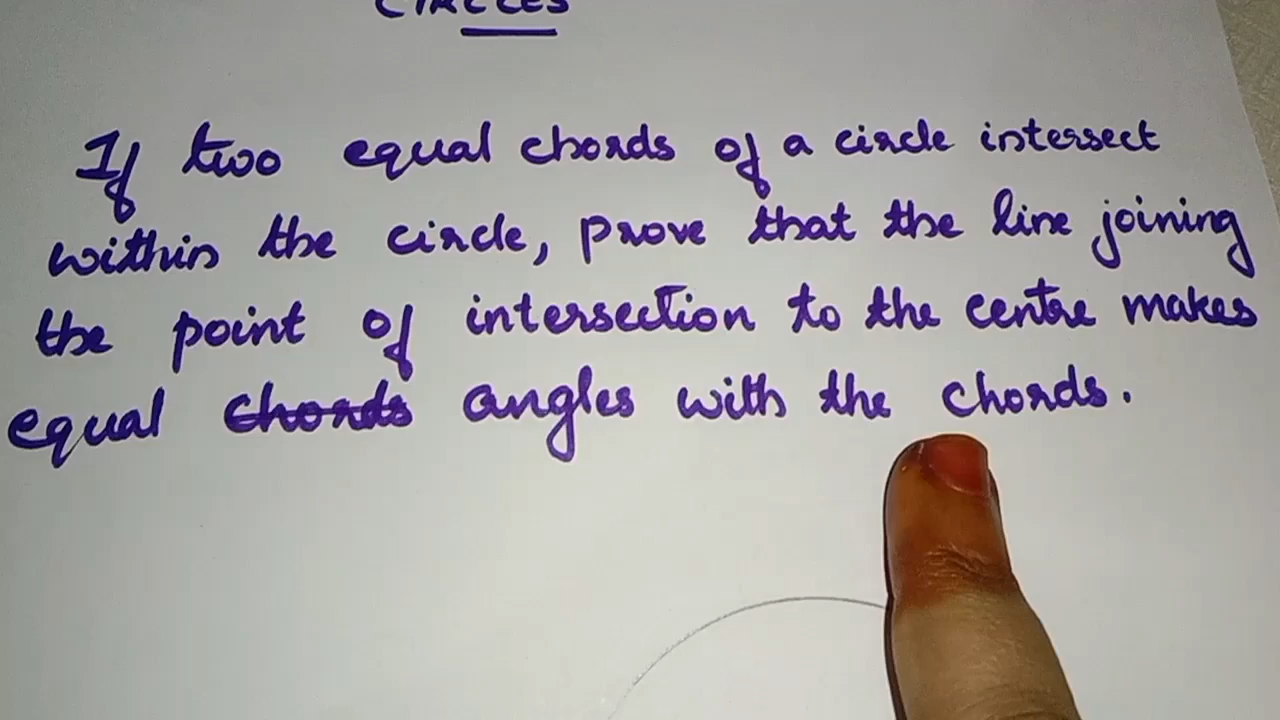 CIRCLES
If two equal chords of a circle intersect
within the circle, prove that the line joining
the point of intersection to the centre makes
equal chords angles with the chords.